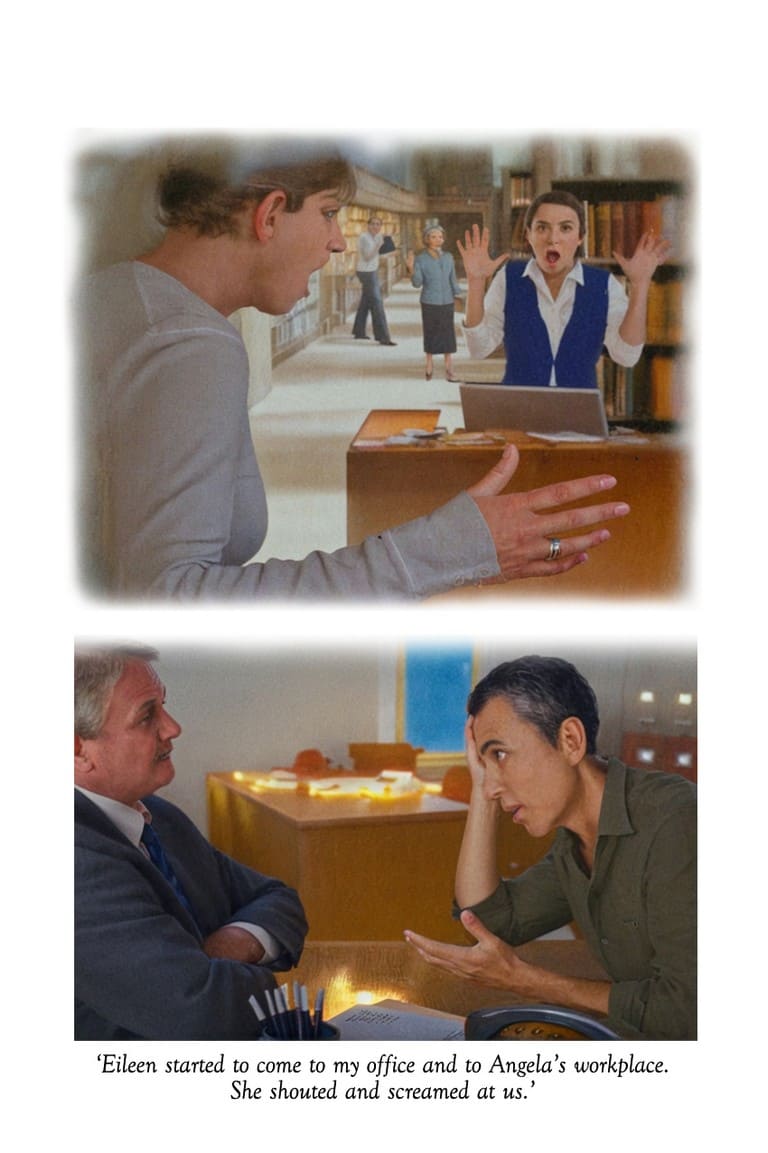 ‘Eileen started to come to my office and to Angela’s workplace.
She shouted and screamed at us.’